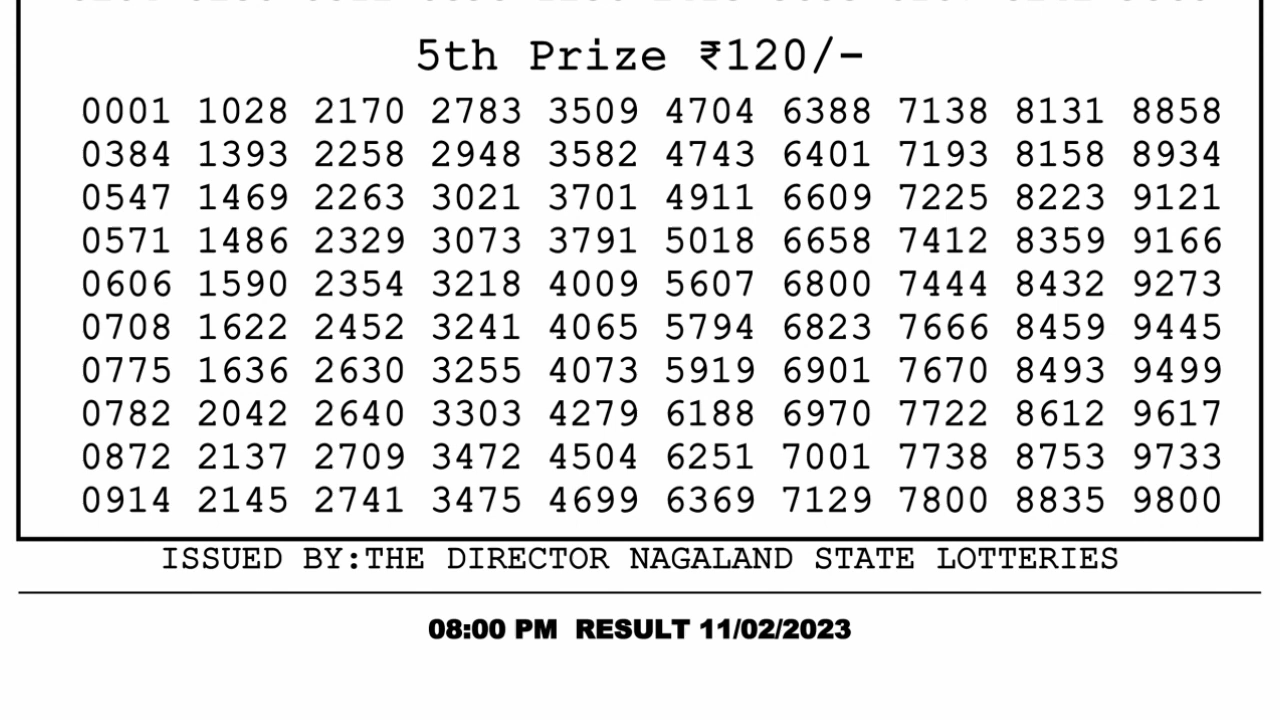 5th Prize ₹120/-
0001 1028 2170 2783 3509 4704 6388 7138 8131 8858
0384 1393 2258 2948 3582 4743 6401 7193 8158 8934
0547 1469 2263 3021 3701 4911 6609 7225 8223 9121
0571 1486 2329 3073 3791 5018 6658 7412 8359 9166
0606 1590 2354 3218 4009 5607 6800 7444 8432 9273
0708 1622 2452 3241 4065 5794 6823 7666 8459 9445
0775 1636 2630 3255 4073 5919 6901 7670 8493 9499
0782 2042 2640 3303 4279 6188 6970 7722 8612 9617
0872 2137 2709 3472 4504 6251 7001 7738 8753 9733
0914 2145 2741 3475 4699 6369 7129 7800 8835 9800
ISSUED BY:THE DIRECTOR NAGALAND STATE LOTTERIES
08:00 PM RESULT 11/02/2023